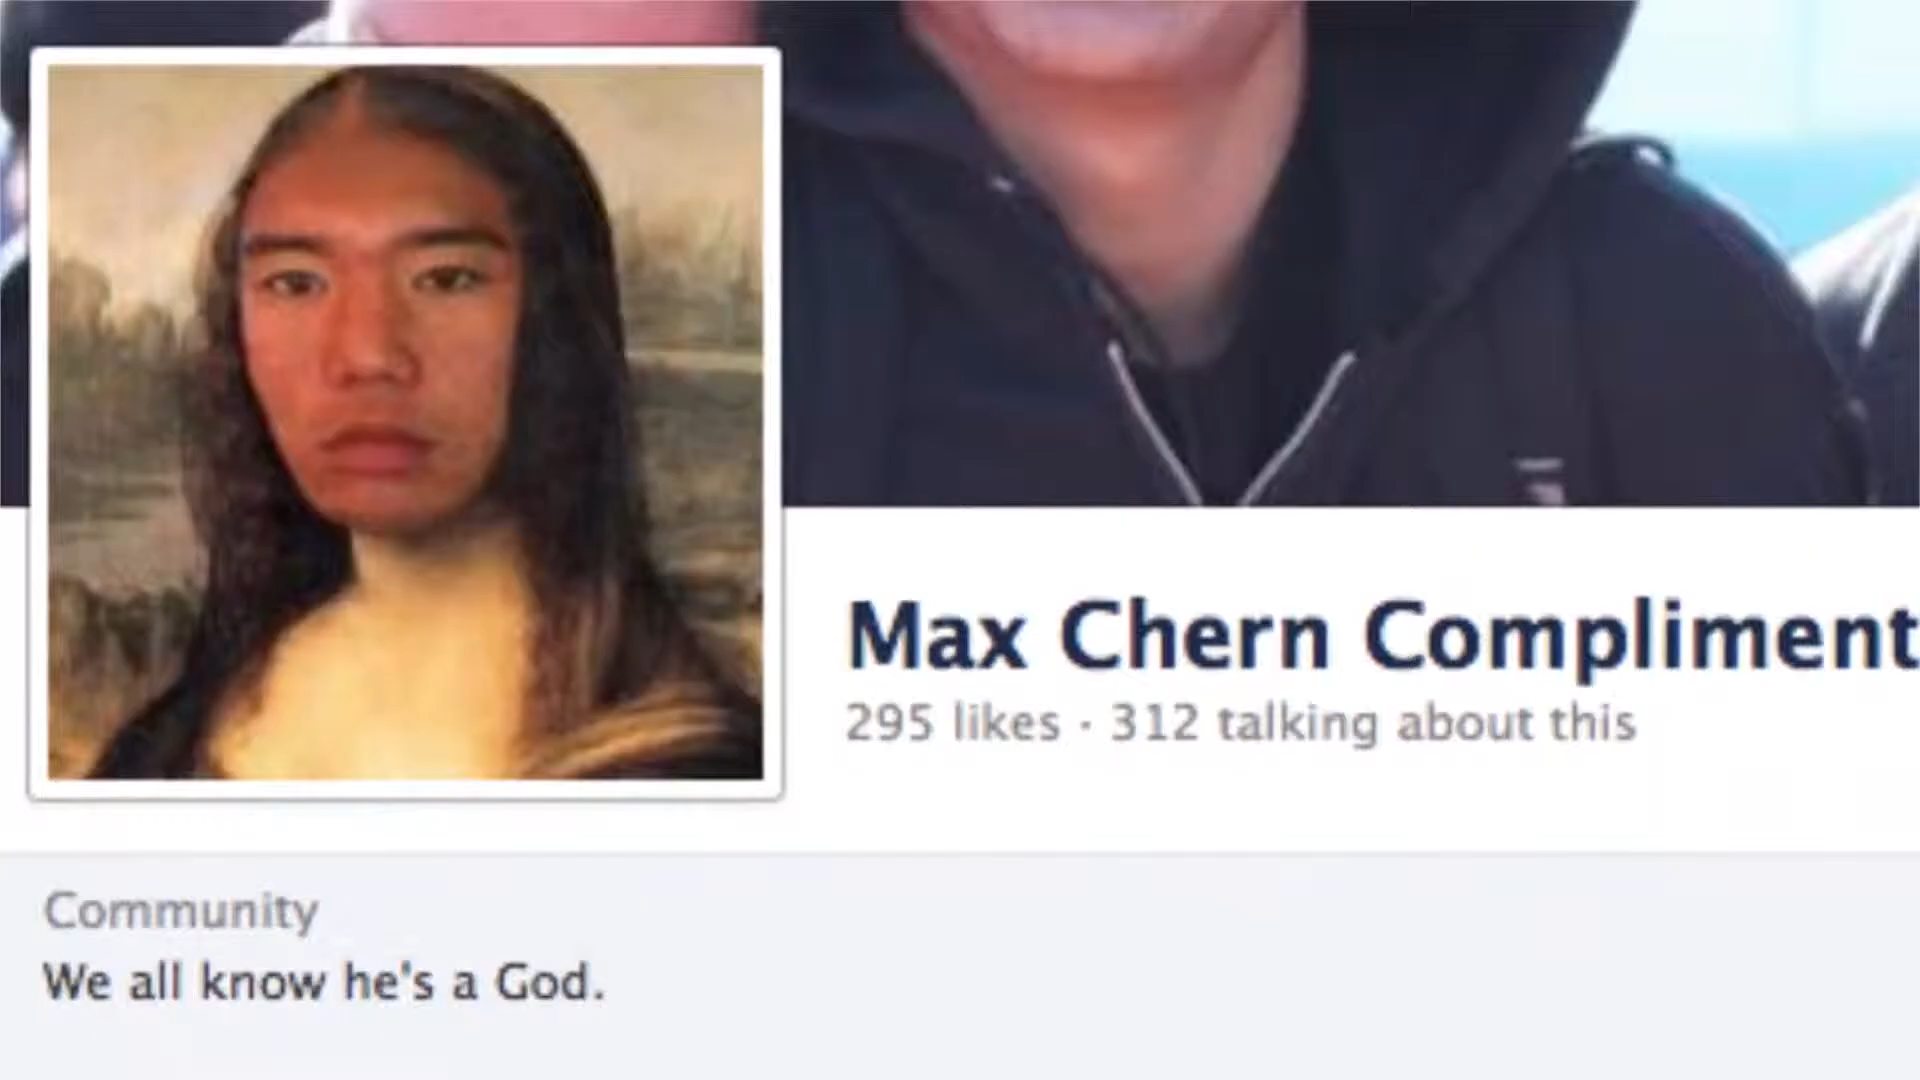 Max Chern Compliment
295 likes · 312 talking about this
Community
We all know he's a God.